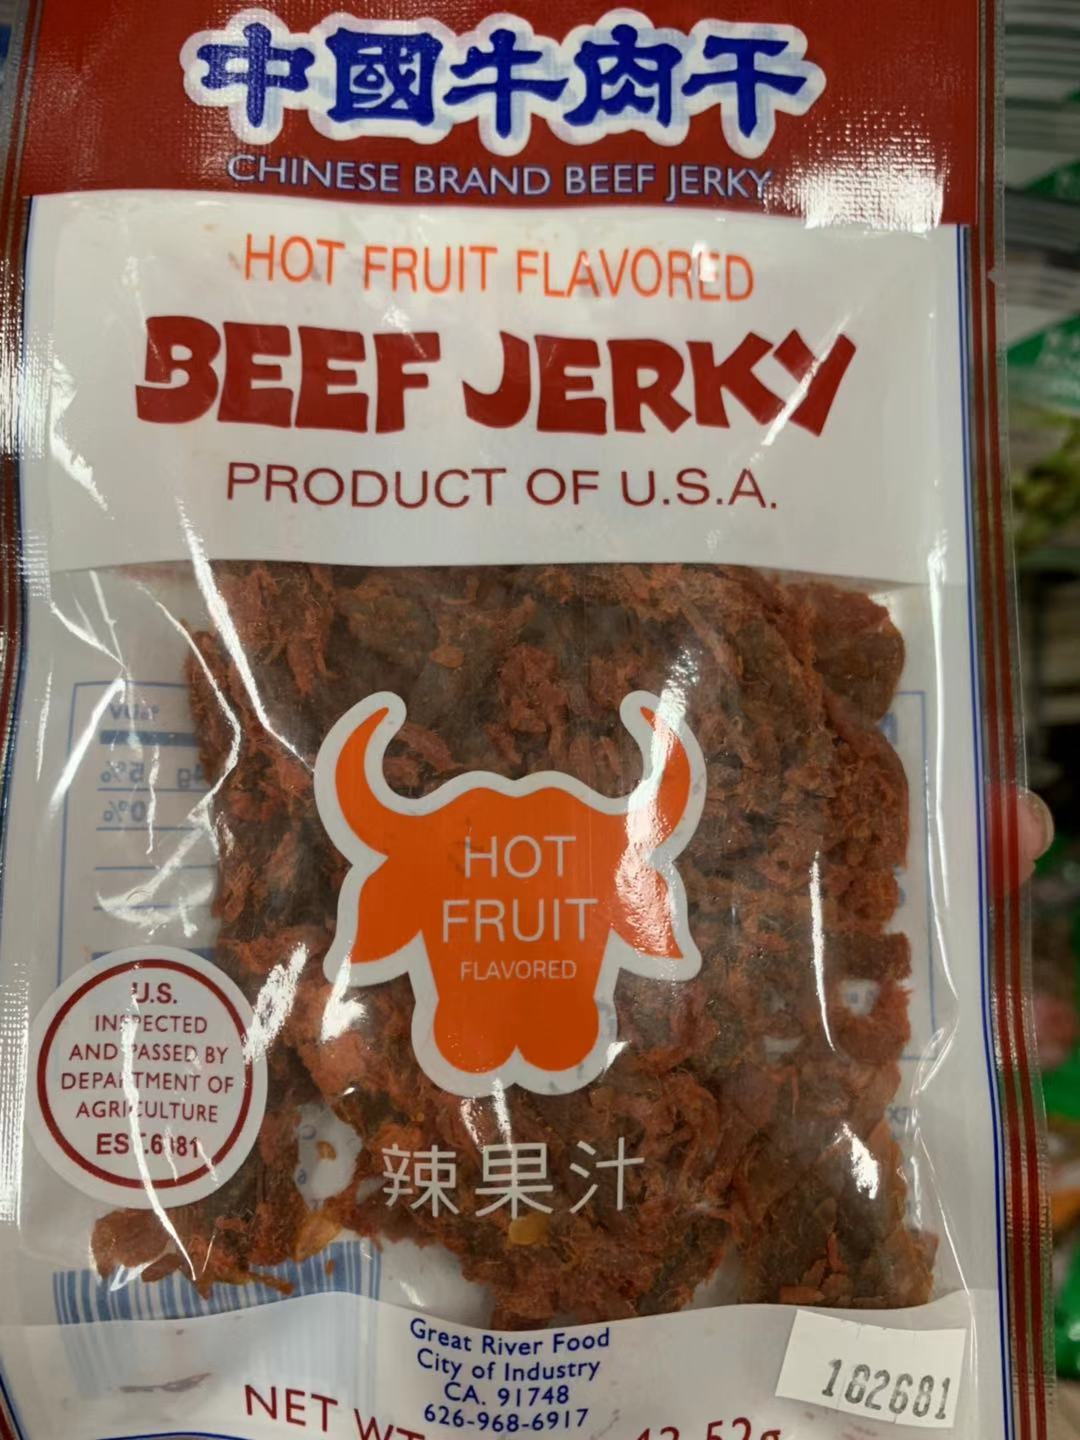 中國牛肉干
CHINESE BRAND BEEF JERKY
HOT FRUIT FLAVORED
BEEF JERKY
PRODUCT OF U.S.A.
HOT
FRUIT
FLAVORED
U.S.
INSPECTED
AND PASSED BY
DEPARTMENT OF
AGRICULTURE
辣果汁
Great River Food
City of Industry
CA. 91748
626-968-6917
NET WT.
182681